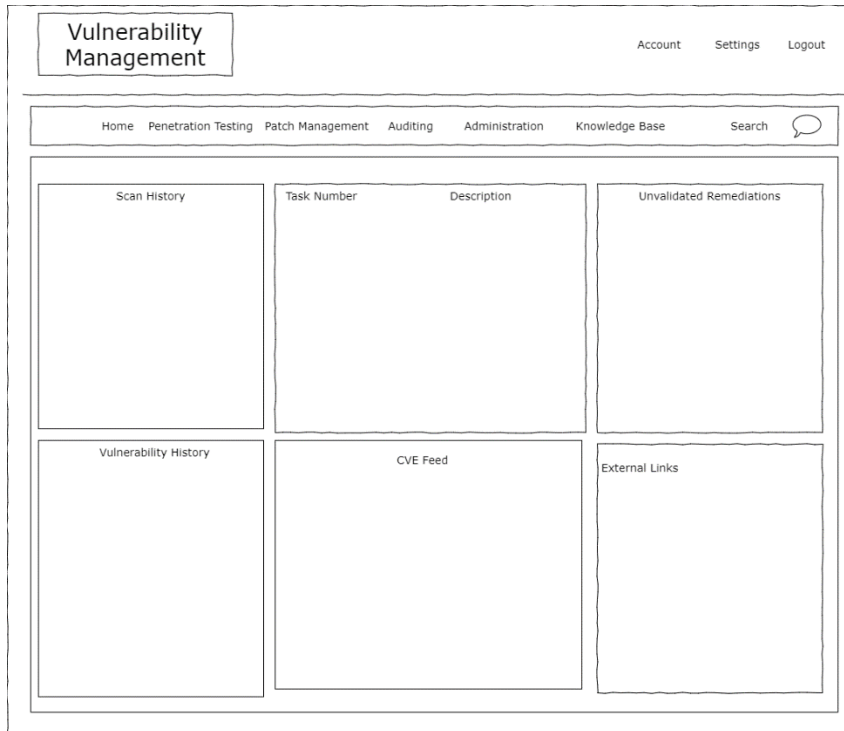 Vulnerability
Management
Account Settings Logout
Home Penetration Testing Patch Management Auditing Administration Knowledge Base Search
Scan History
Task Number Description
Unvalidated Remediations
Vulnerability History
CVE Feed
External Links